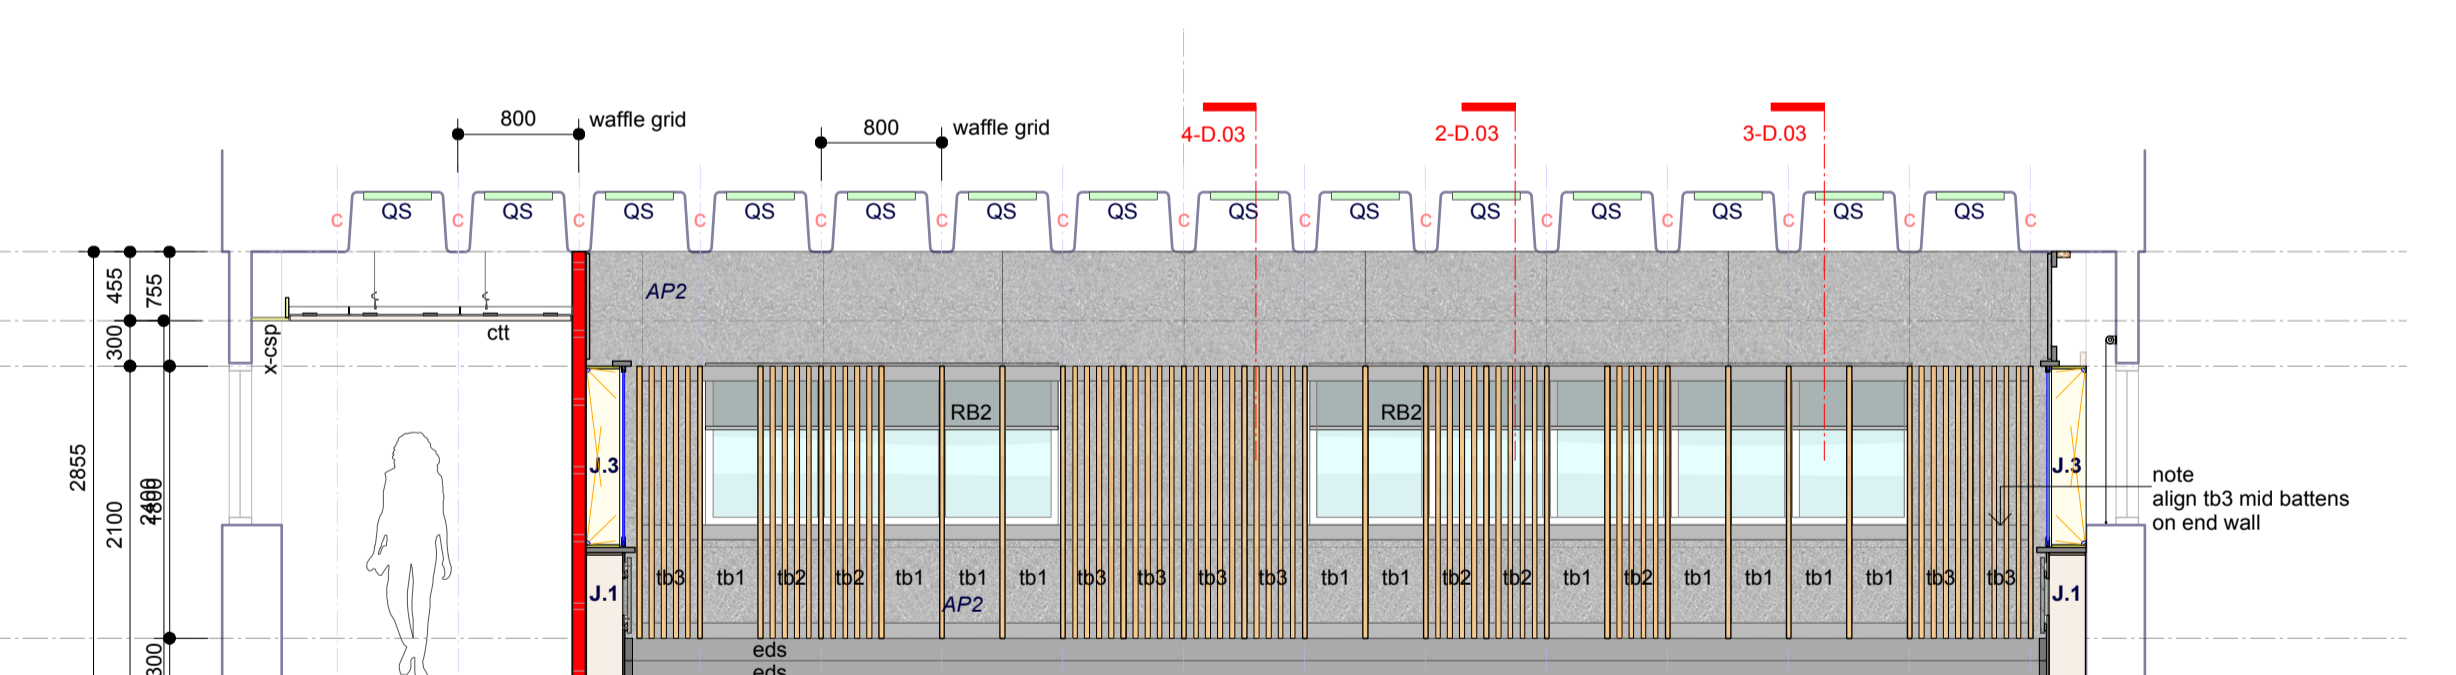 800 waffle grid
800 waffle grid
4-D.03
2-D.03
3-D.03
QS QS QS QS QS QS QS QS QS QS QS QS QS QS
C C C C C C C C C C C C C C C
455
755
300
2855
2100
2400
1800
300
x-csp
ctt
AP2
RB2
RB2
J.3
J.3
note
align tb3 mid battens
on end wall
tb3 tb1 tb2 tb2 tb1 tb1 tb1 tb3 tb3 tb3 tb3 tb1 tb1 tb2 tb2 tb1 tb2 tb1 tb1 tb1 tb1 tb3 tb3
J.1
AP2
J.1
eds
eds